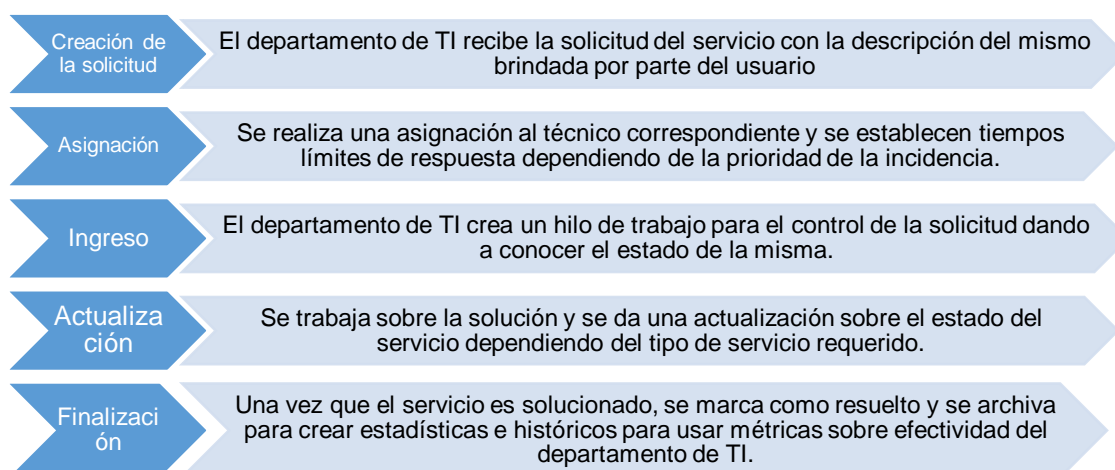 Creación de
la solicitud
El departamento de TI recibe la solicitud del servicio con la descripción del mismo
brindada por parte del usuario
Asignación
Se realiza una asignación al técnico correspondiente y se establecen tiempos
límites de respuesta dependiendo de la prioridad de la incidencia.
Ingreso
El departamento de TI crea un hilo de trabajo para el control de la solicitud dando
a conocer el estado de la misma.
Actualiza
ción
Se trabaja sobre la solución y se da una actualización sobre el estado del
servicio dependiendo del tipo de servicio requerido.
Finalizaci
ón
Una vez que el servicio es solucionado, se marca como resuelto y se archiva
para crear estadísticas e históricos para usar métricas sobre efectividad del
departamento de TI.